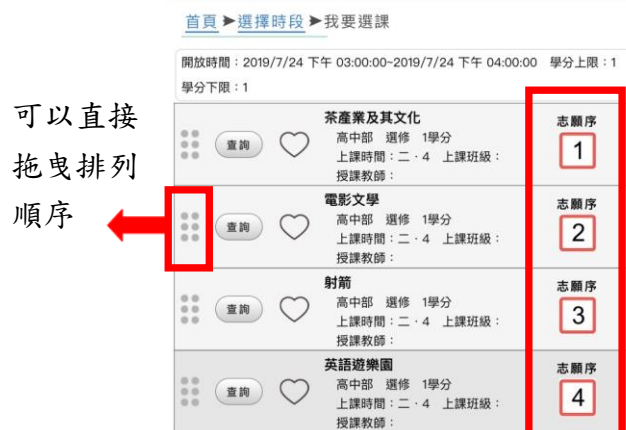 首頁➤選擇時段➤我要選課
開放時間：2019/7/24 下午 03:00:00~2019/7/24 下午 04:00:00 學分上限：1
學分下限：1
可以直接
拖曳排列
順序
茶產業及其文化
查詢 高中部 選修 1學分
上課時間：二‧4 上課班級：
授課教師：
志願序
1
電影文學
查詢 高中部 選修 1學分
上課時間：二‧4 上課班級：
授課教師：
志願序
2
射箭
查詢 高中部 選修 1學分
上課時間：二‧4 上課班級：
授課教師：
志願序
3
英語遊樂園
查詢 高中部 選修 1學分
上課時間：二‧4 上課班級：
授課教師：
志願序
4